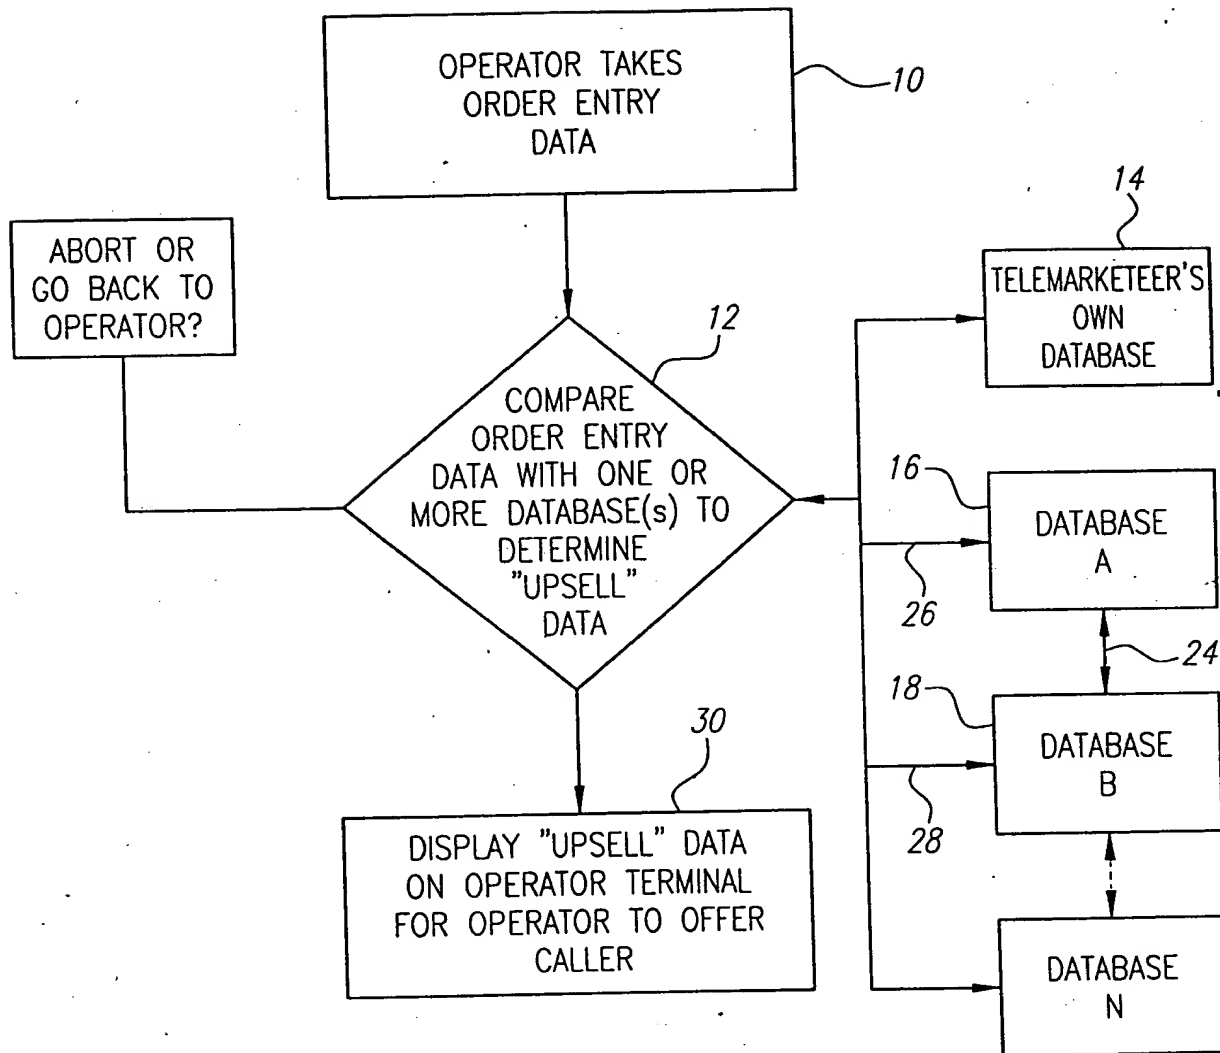 OPERATOR TAKES
ORDER ENTRY
DATA
10
ABORT OR
GO BACK TO
OPERATOR?
12
COMPARE
ORDER ENTRY
DATA WITH ONE OR
MORE DATABASE(s) TO
DETERMINE
"UPSELL"
DATA
14
TELEMARKETEER'S
OWN
DATABASE
16
DATABASE
A
26
24
18
DATABASE
B
28
30
DISPLAY "UPSELL" DATA
ON OPERATOR TERMINAL
FOR OPERATOR TO OFFER
CALLER
DATABASE
N